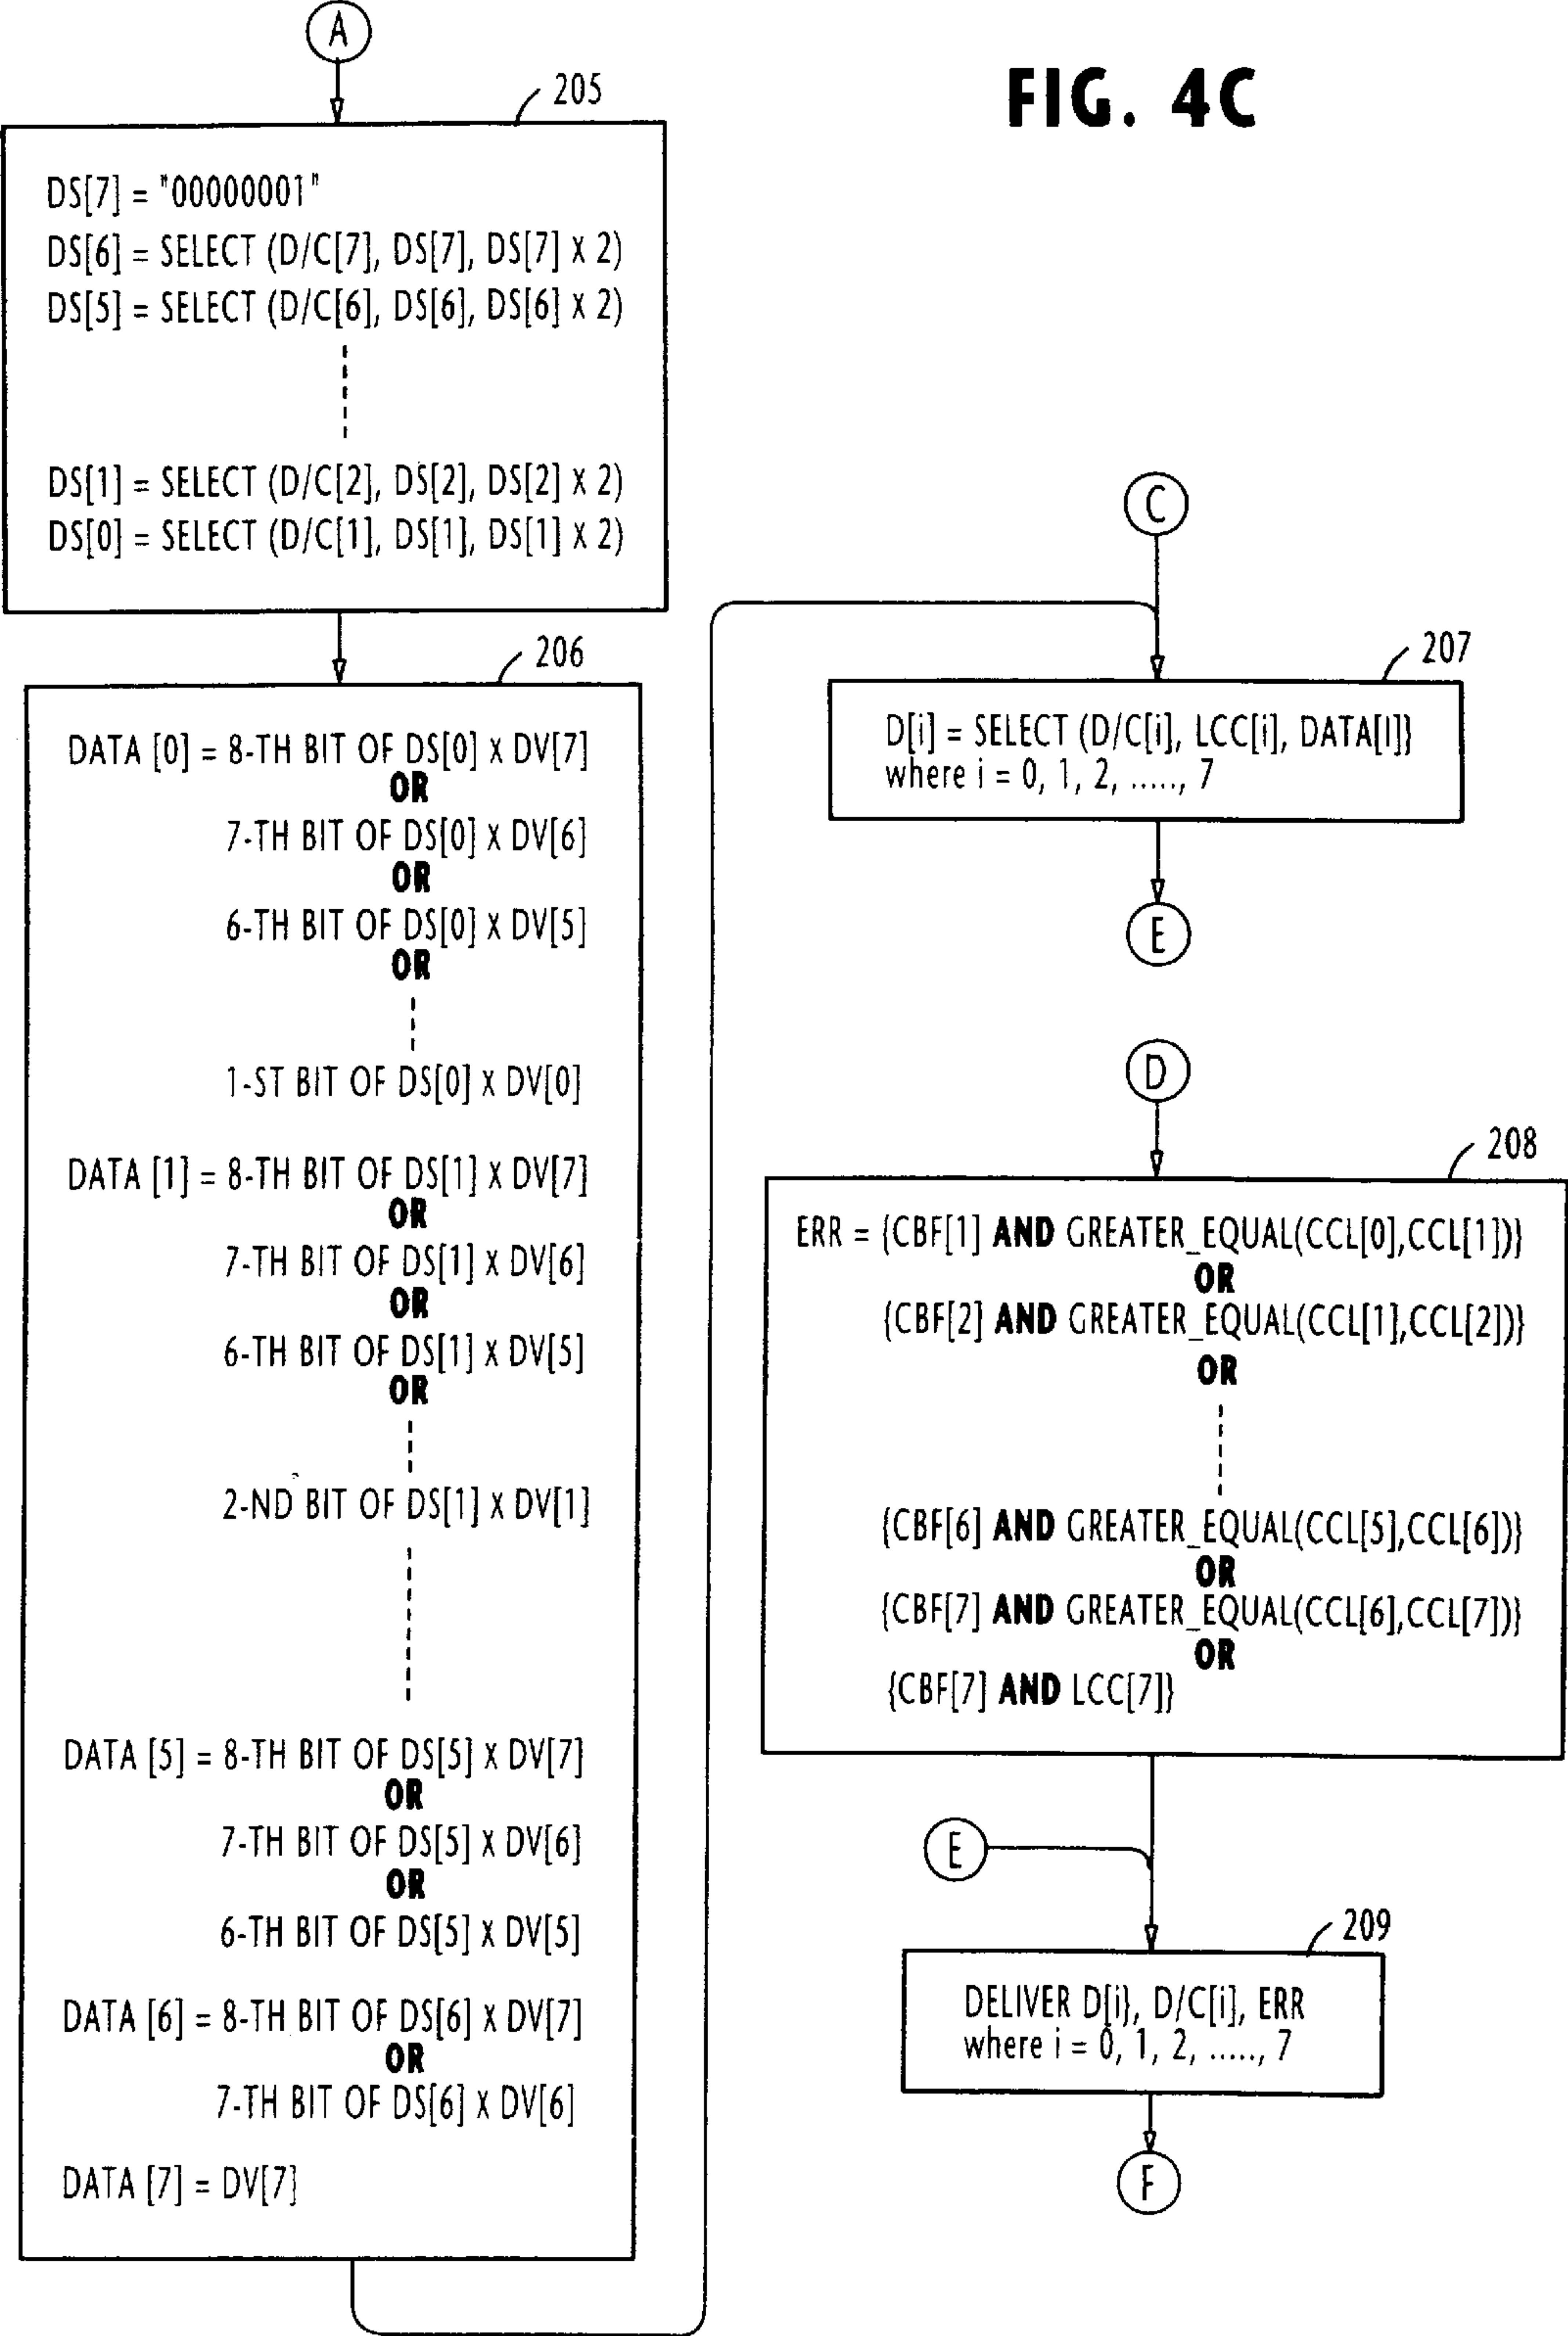 FIG. 4C
A
205
DS[7] = "00000001"
DS[6] = SELECT (D/C[7], DS[7], DS[7] x 2)
DS[5] = SELECT (D/C[6], DS[6], DS[6] x 2)
DS[1] = SELECT (D/C[2], DS[2], DS[2] x 2)
DS[0] = SELECT (D/C[1], DS[1], DS[1] x 2)
206
DATA [0] = 8-TH BIT OF DS[0] x DV[7]
OR
7-TH BIT OF DS[0] x DV[6]
OR
6-TH BIT OF DS[0] x DV[5]
OR
1-ST BIT OF DS[0] x DV[0]
DATA [1] = 8-TH BIT OF DS[1] x DV[7]
OR
7-TH BIT OF DS[1] x DV[6]
OR
6-TH BIT OF DS[1] x DV[5]
OR
2-ND BIT OF DS[1] x DV[1]
DATA [5] = 8-TH BIT OF DS[5] x DV[7]
OR
7-TH BIT OF DS[5] x DV[6]
OR
6-TH BIT OF DS[5] x DV[5]
DATA [6] = 8-TH BIT OF DS[6] x DV[7]
OR
7-TH BIT OF DS[6] x DV[6]
DATA [7] = DV[7]
C
207
D[i] = SELECT (D/C[i], LCC[i], DATA[I]}
where i = 0, 1, 2, ....., 7
E
D
208
ERR = {CBF[1] AND GREATER_EQUAL(CCL[0],CCL[1])}
OR
{CBF[2] AND GREATER_EQUAL(CCL[1],CCL[2])}
OR
{CBF[6] AND GREATER_EQUAL(CCL[5],CCL[6])}
OR
{CBF[7] AND GREATER_EQUAL(CCL[6],CCL[7])}
OR
{CBF[7] AND LCC[7]}
E
209
DELIVER D[i}, D/C[i], ERR
where i = 0, 1, 2, ....., 7
F